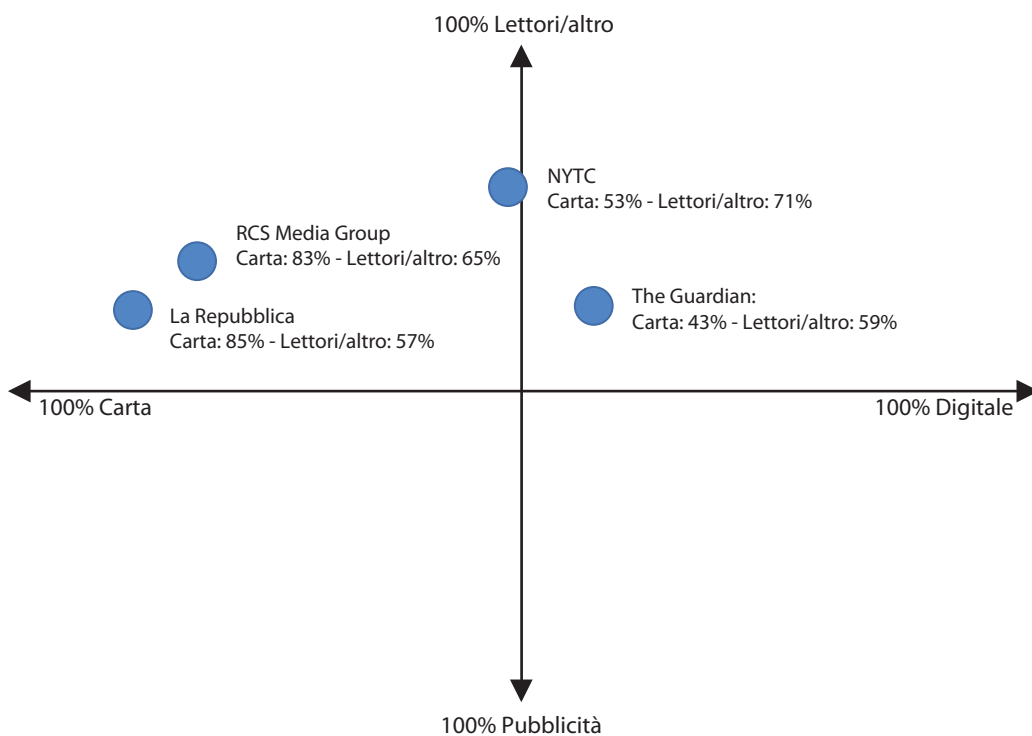 100% Lettori/altro
NYTC
Carta: 53% - Lettori/altro: 71%
RCS Media Group
Carta: 83% - Lettori/altro: 65%
The Guardian:
Carta: 43% - Lettori/altro: 59%
La Repubblica
Carta: 85% - Lettori/altro: 57%
100% Carta
100% Digitale
100% Pubblicità